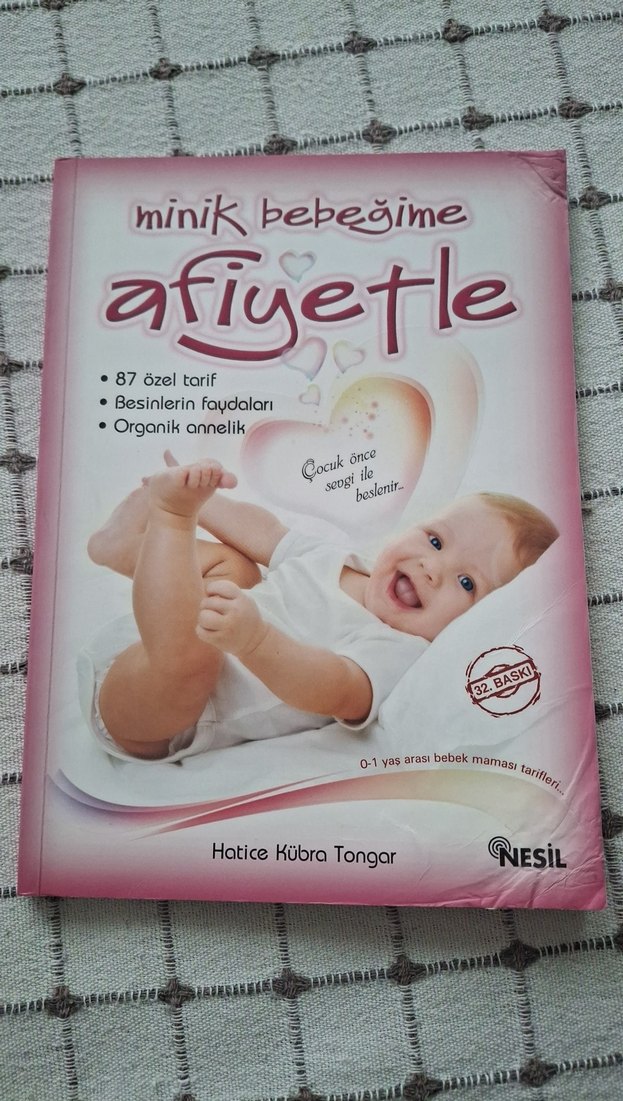 minik bebeğime
afiyetle
• 87 özel tarif
• Besinlerin faydaları
• Organik annelik
Çocuk önce
sevgi ile
beslenir..
32. BASKI
0-1 yaş arası bebek maması tarifleri...
Hatice Kübra Tongar
NESİL